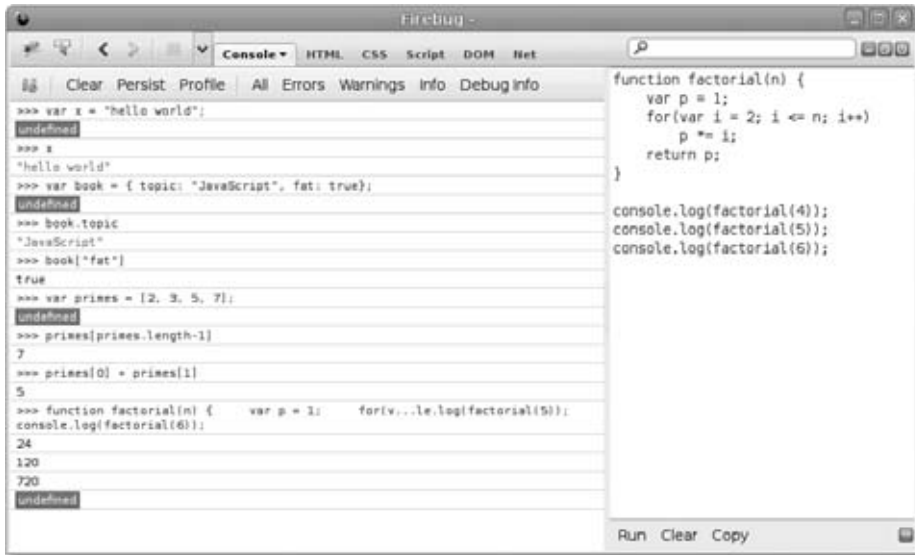 Firebug -
Console HTML CSS Script DOM Net
Clear Persist Profile All Errors Warnings Info Debug Info
>>> var x = "hello world";
undefined
>>> x
"hello world"
>>> var book = { topic: "JavaScript", fat: true};
undefined
>>> book.topic
"JavaScript"
>>> book["fat"]
true
>>> var primes = [2, 3, 5, 7];
undefined
>>> primes[primes.length-1]
7
>>> primes[0] + primes[1]
5
>>> function factorial(n) { var p = 1; for(v...le.log(factorial(5));
console.log(factorial(6));
24
120
720
undefined
function factorial(n) {
var p = 1;
for(var i = 2; i <= n; i++)
p *= i;
return p;
}
console.log(factorial(4));
console.log(factorial(5));
console.log(factorial(6));
Run Clear Copy